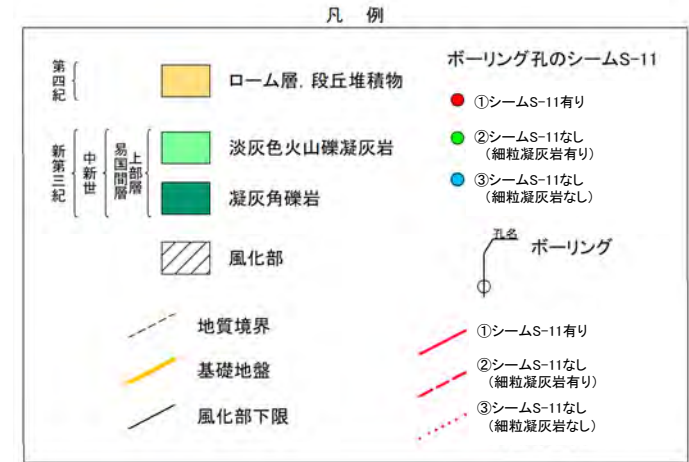 凡 例
第四紀
ローム層．段丘堆積物
新第三紀
中新世
易国間層
上部層
淡灰色火山礫凝灰岩
凝灰角礫岩
風化部
地質境界
基礎地盤
風化部下限
ボーリング孔のシームS-11
①シームS-11有り
②シームS-11なし
（細粒凝灰岩有り）
③シームS-11なし
（細粒凝灰岩なし）
孔名
ボーリング
①シームS-11有り
②シームS-11なし
（細粒凝灰岩有り）
③シームS-11なし
（細粒凝灰岩なし）